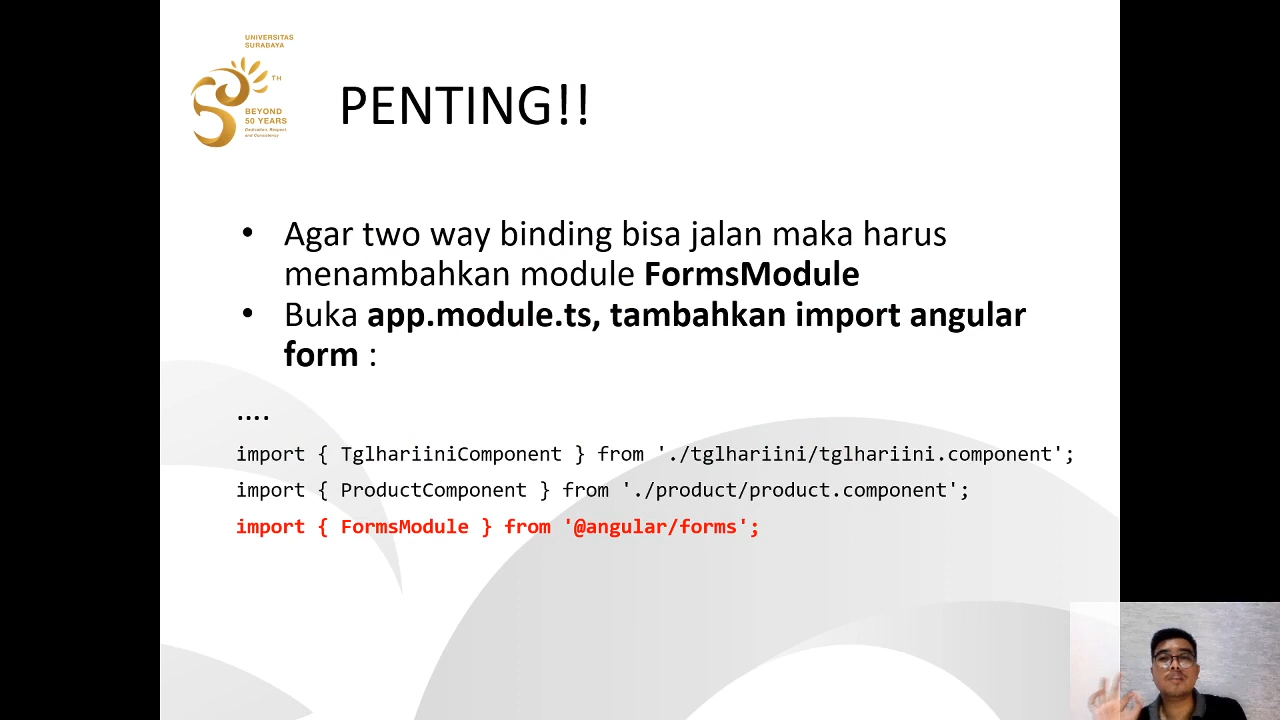 UNIVERSITAS
SURABAYA
TH
BEYOND
50 YEARS
Dedication, Respect,
and Consistency
PENTING!!
• Agar two way binding bisa jalan maka harus
menambahkan module FormsModule
• Buka app.module.ts, tambahkan import angular
form :
....
import { TglhariiniComponent } from './tglhariini/tglhariini.component';
import { ProductComponent } from './product/product.component';
import { FormsModule } from '@angular/forms';